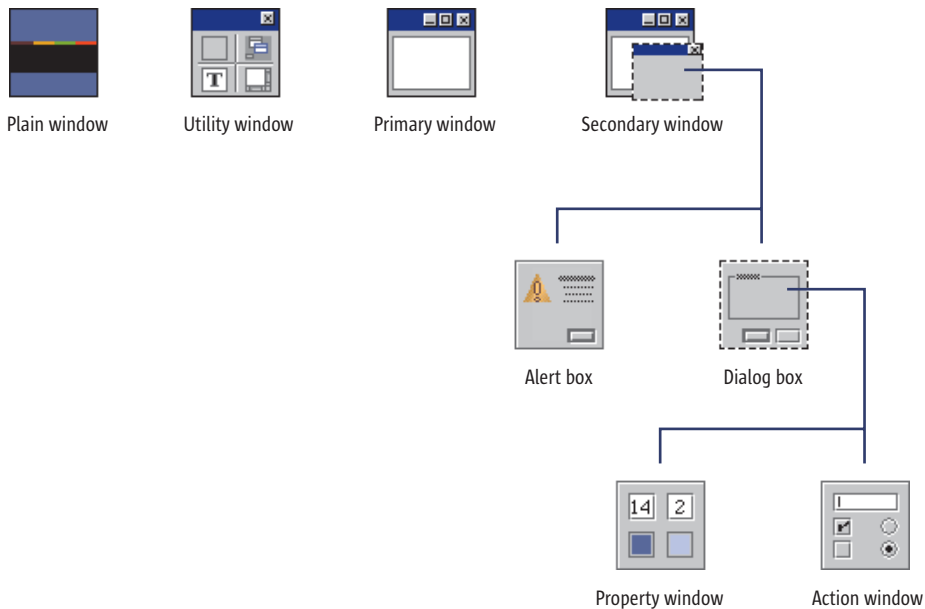 T
Plain window
Utility window
Primary window
Secondary window
Alert box
Dialog box
14
2
Property window
Action window